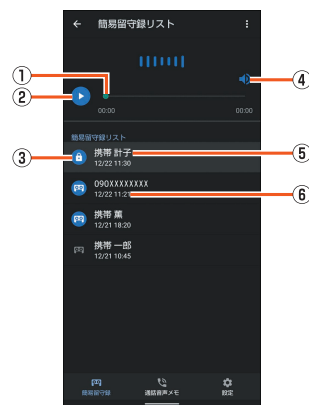 簡易留守録リスト
①
②
④
00:00 00:00
簡易留守録リスト
③
携帯 計子
⑤
12/22 11:30
090XXXXXXXX
12/22 11:21
⑥
携帯 薫
12/21 18:20
携帯 一郎
12/21 10:45
簡易留守録 通話音声メモ 設定